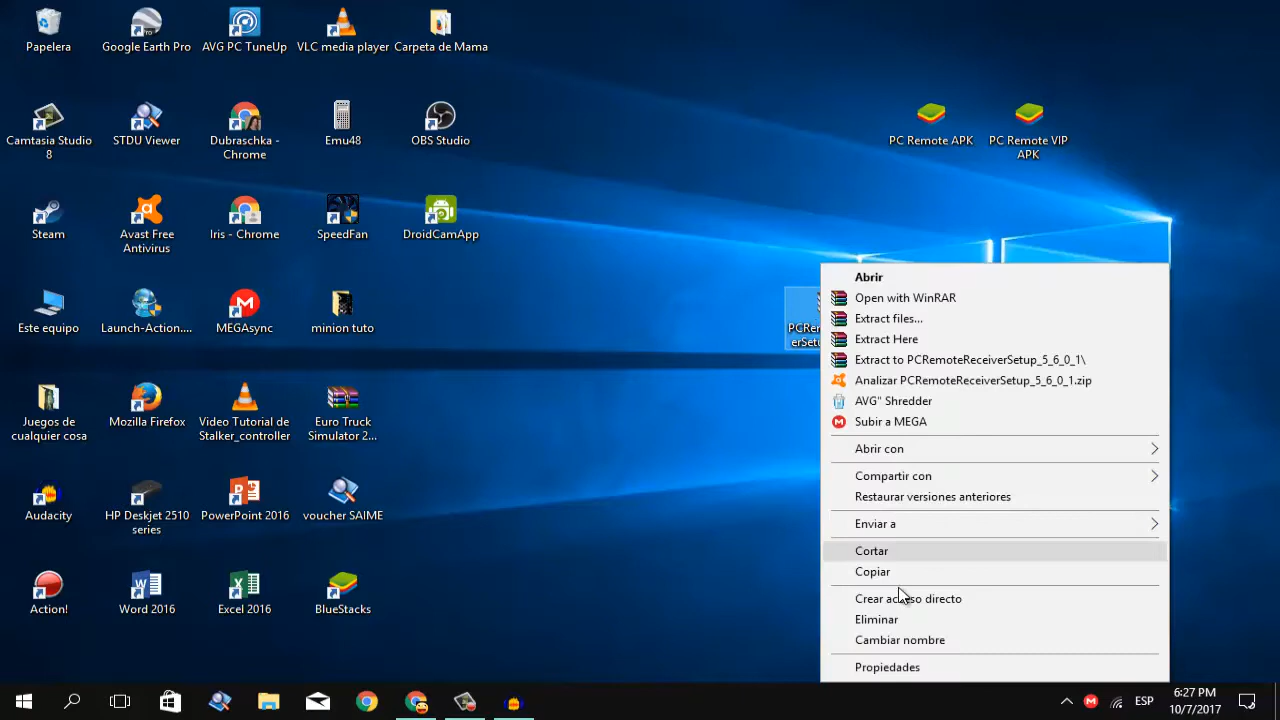 Papelera
Google Earth Pro
AVG PC TuneUp
VLC media player
Carpeta de Mama
Camtasia Studio
8
STDU Viewer
Dubraschka -
Chrome
Emu48
OBS Studio
PC Remote APK
PC Remote VIP
APK
Steam
Avast Free
Antivirus
Iris - Chrome
SpeedFan
DroidCamApp
Este equipo
Launch-Action....
MEGAsync
minion tuto
PCRem
erSetu
Juegos de
cualquier cosa
Mozilla Firefox
Video Tutorial de
Stalker_controller
Euro Truck
Simulator 2...
Audacity
HP Deskjet 2510
series
PowerPoint 2016
voucher SAIME
Action!
Word 2016
Excel 2016
BlueStacks
Abrir
Open with WinRAR
Extract files...
Extract Here
Extract to PCRemoteReceiverSetup_5_6_0_1\
Analizar PCRemoteReceiverSetup_5_6_0_1.zip
AVG" Shredder
Subir a MEGA
Abrir con
Compartir con
Restaurar versiones anteriores
Enviar a
Cortar
Copiar
Crear acceso directo
Eliminar
Cambiar nombre
Propiedades
ESP
6:27 PM
10/7/2017